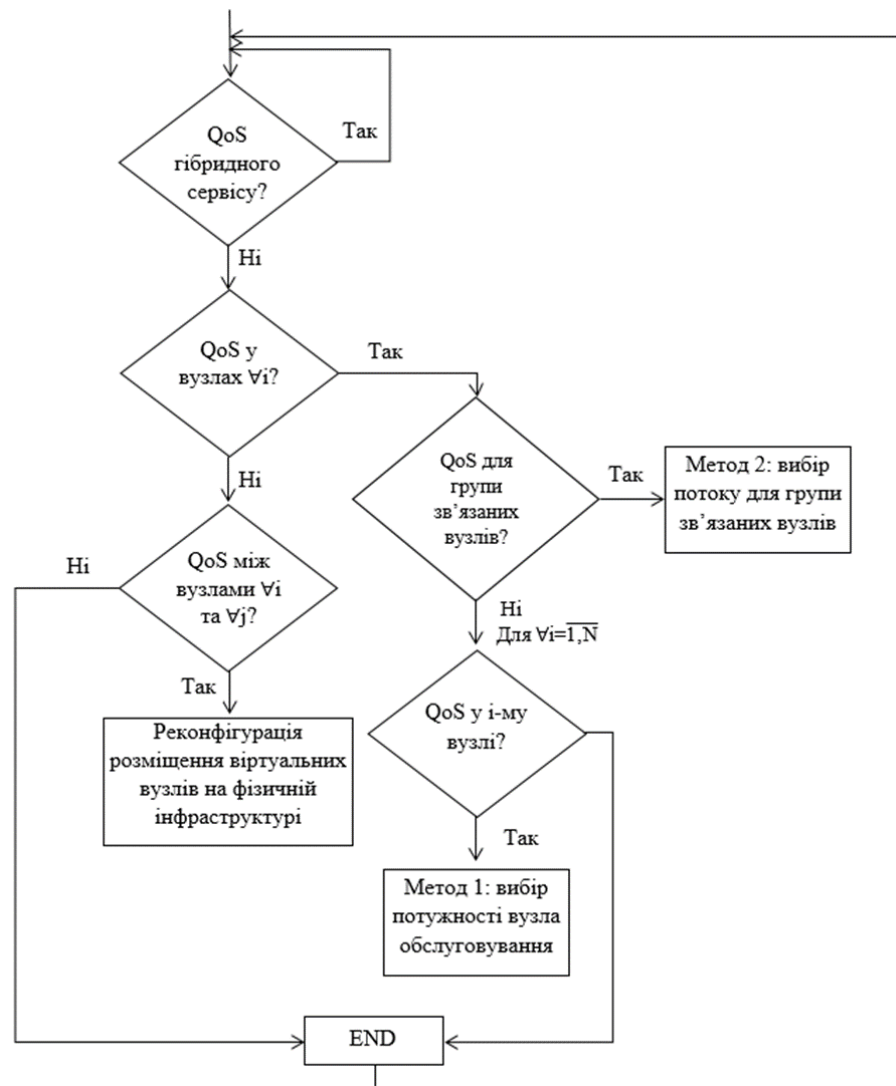 QoS
гібридного
сервісу?
Так
Ні
QoS у
вузлах ∀i?
Так
Ні
QoS для
групи
зв’язаних
вузлів?
Так
Метод 2: вибір
потоку для групи
зв’язаних вузлів
QoS між
вузлами ∀i
та ∀j?
Ні
Так
Реконфігурація
розміщення віртуальних
вузлів на фізичній
інфраструктурі
Ні
Для ∀i=1,N
QoS у і-му
вузлі?
Так
Метод 1: вибір
потужності вузла
обслуговування
END